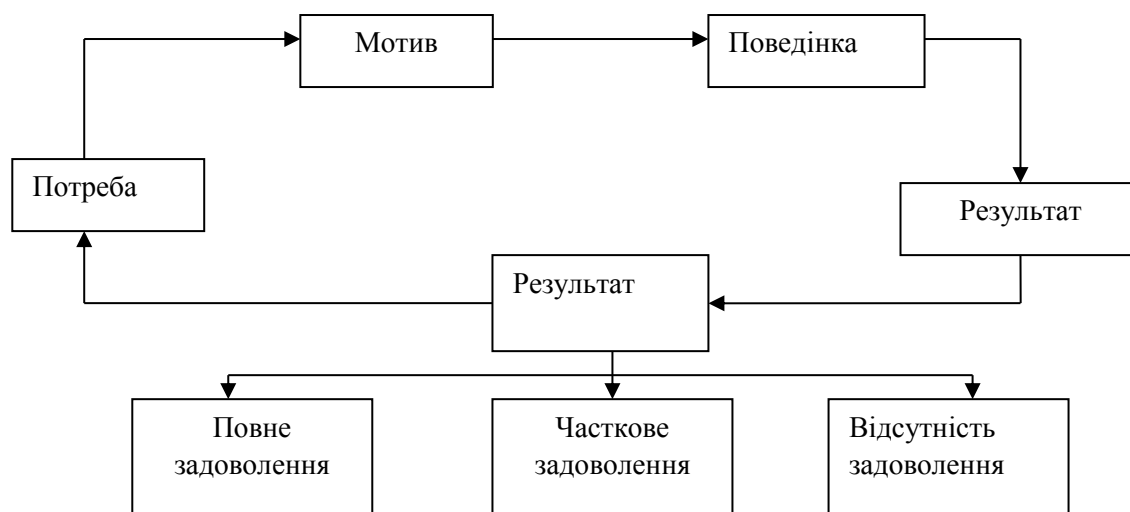 Мотив
Поведінка
Потреба
Результат
Результат
Повне
задоволення
Часткове
задоволення
Відсутність
задоволення